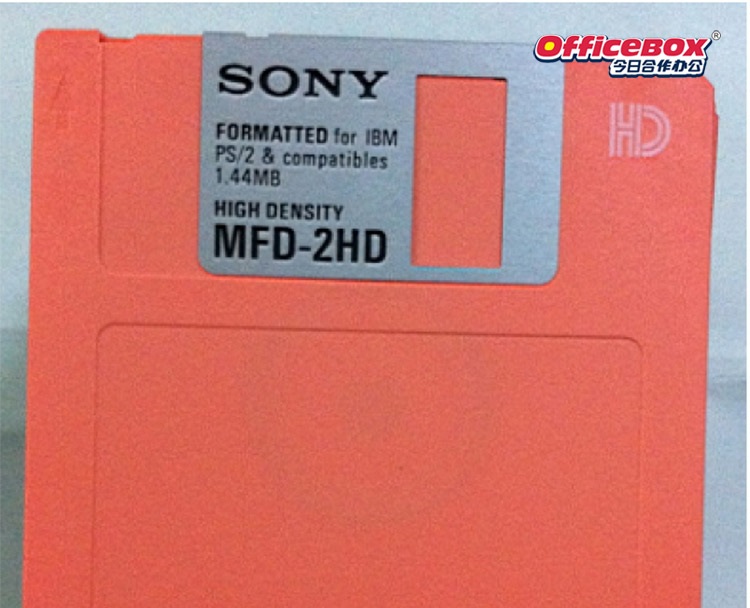 OFFICEBOX®
今日合作办公
SONY
FORMATTED for IBM
PS/2 & compatibles
1.44MB
HIGH DENSITY
MFD-2HD
HD